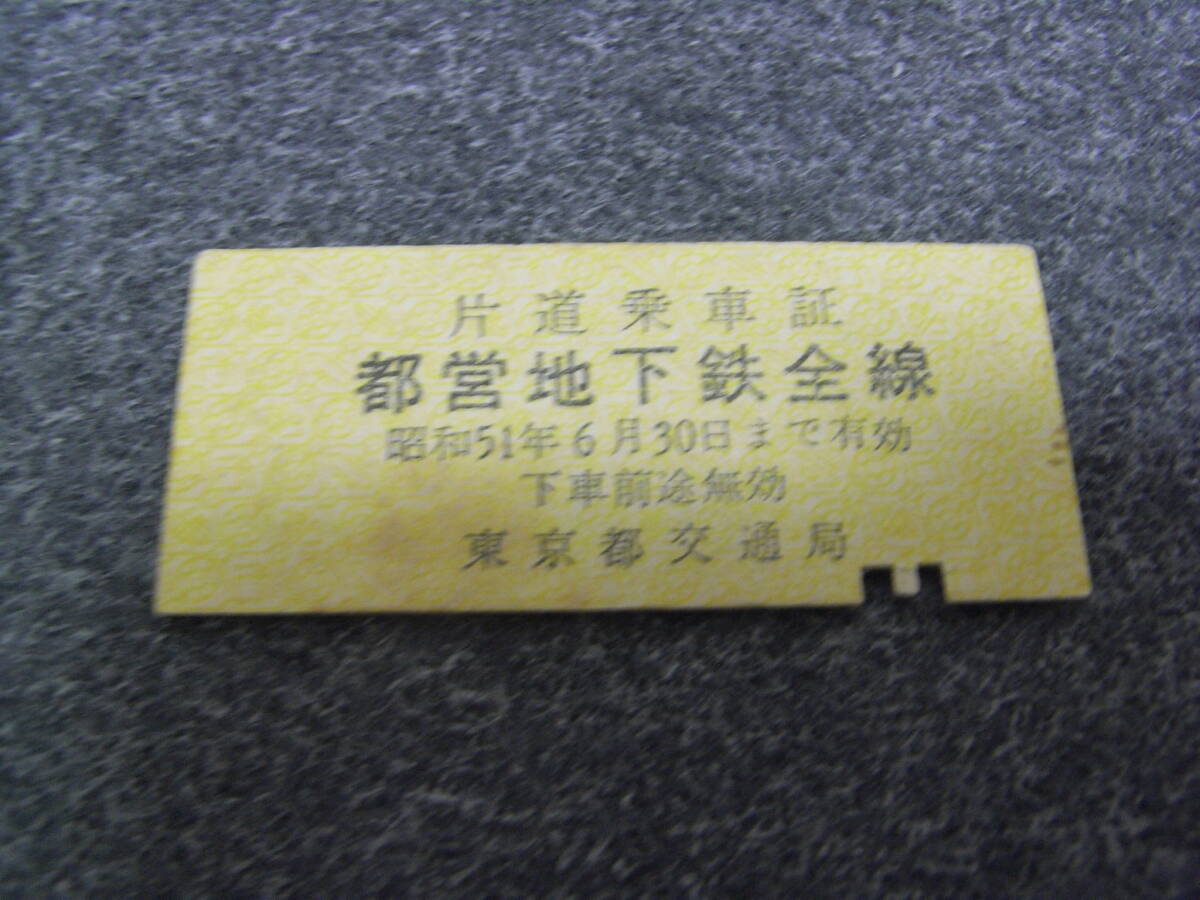 片道乗車証
都営地下鉄全線
昭和51年6月30日まで有効
下車前途無効
東京都交通局